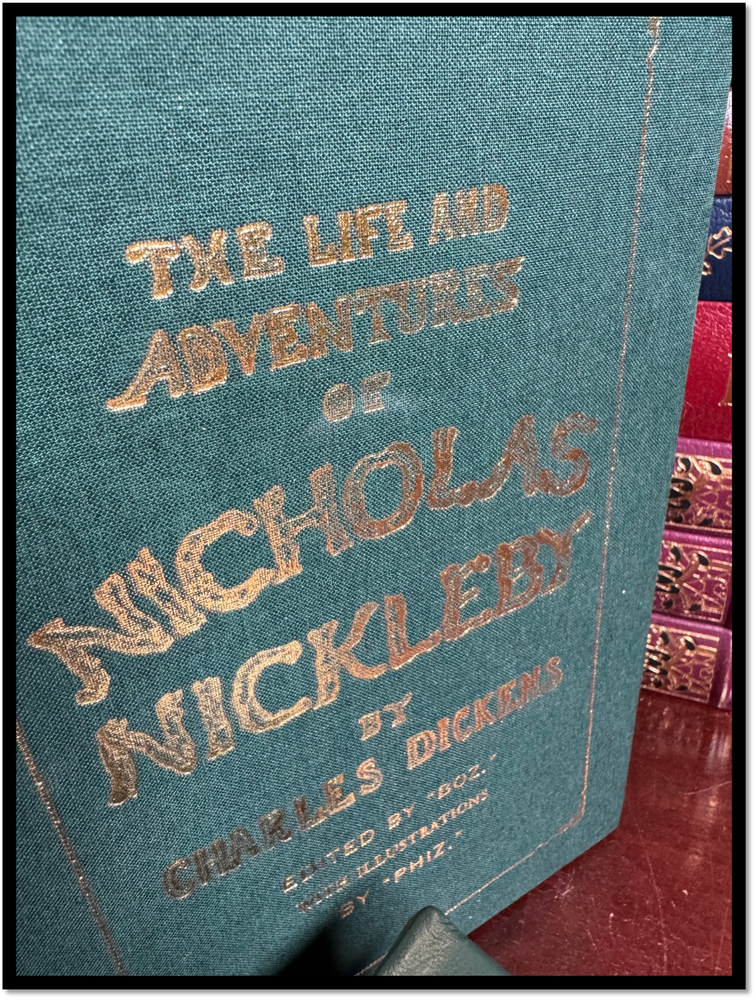 THE LIFE AND
ADVENTURES
OF
NICHOLAS
NICKLEBY
BY
CHARLES DICKENS
EDITED BY "BOZ."
WITH ILLUSTRATIONS
BY "PHIZ."